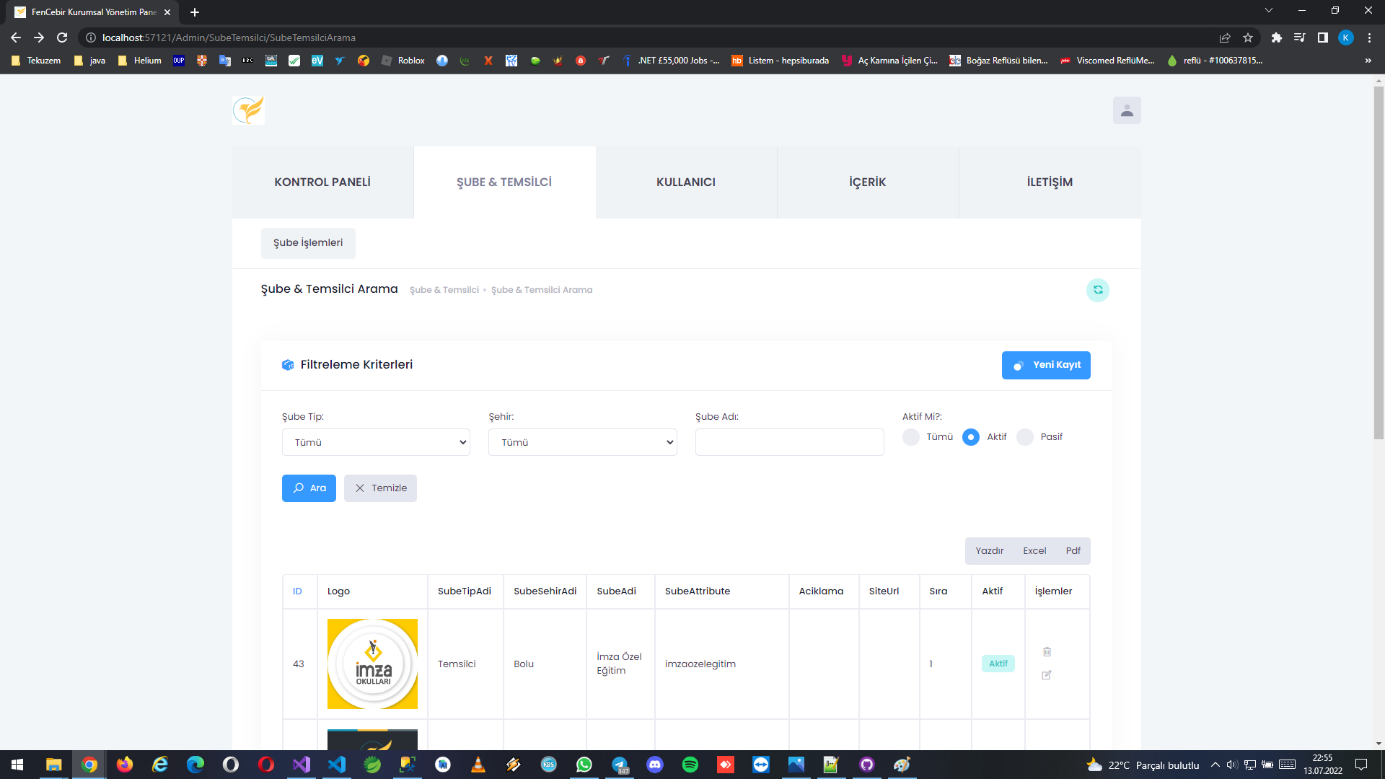 FenCebir Kurumsal Yönetim Pane
localhost:57121/Admin/SubeTemsilci/SubeTemsilciArama
K
Tekuzem java Helium OUP BBC eV X Roblox .NET £55,000 Jobs -... hb Listem - hepsiburada Aç Karnına İçilen Çi... Boğaz Reflüsü bilen... Viscomed RefluMe... reflü - #100637815... »
KONTROL PANELİ ŞUBE & TEMSİLCİ KULLANICI İÇERİK İLETİŞİM
Şube İşlemleri
Şube & Temsilci Arama Şube & Temsilci • Şube & Temsilci Arama
Filtreleme Kriterleri Yeni Kayıt
Şube Tip: Şehir: Şube Adı: Aktif Mi?:
Tümü Tümü Tümü Aktif Pasif
Ara Temizle
Yazdır Excel Pdf
ID Logo SubeTipAdi SubeSehirAdi SubeAdi SubeAttribute Aciklama SiteUrl Sıra Aktif İşlemler
43 imza OKULLARI Temsilci Bolu İmza Özel Eğitim imzaozelegitim 1 Aktif
22°C Parçalı bulutlu 22:55
13.07.2022